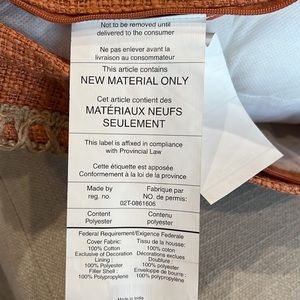 Not to be removed until
delivered to the consumer
Ne pas enlever avant la
livraison au consommateur
This article contains
NEW MATERIAL ONLY
Cet article contient des
MATÉRIAUX NEUFS
SEULEMENT
This label is affixed in compliance
with Provincial Law
Cette étiquette est apposée
Conformement à la loi de la province
Made by
reg. no.
Fabrique par
NO. de permis:
02T-0861605
Content
Polyester
Contenu
polyester
Federal Requirement/Exigence Federale
Cover Fabric:
100% Cotton
Exclusive of Decoration
Lining :
100% Polyester
Filler Shell :
100% Polypropylene
Tissu de la housse:
100% coton
Decorations exclues
Doublure :
100% polyester
Enveloppe de bourre :
100% polypropylene
Made in India